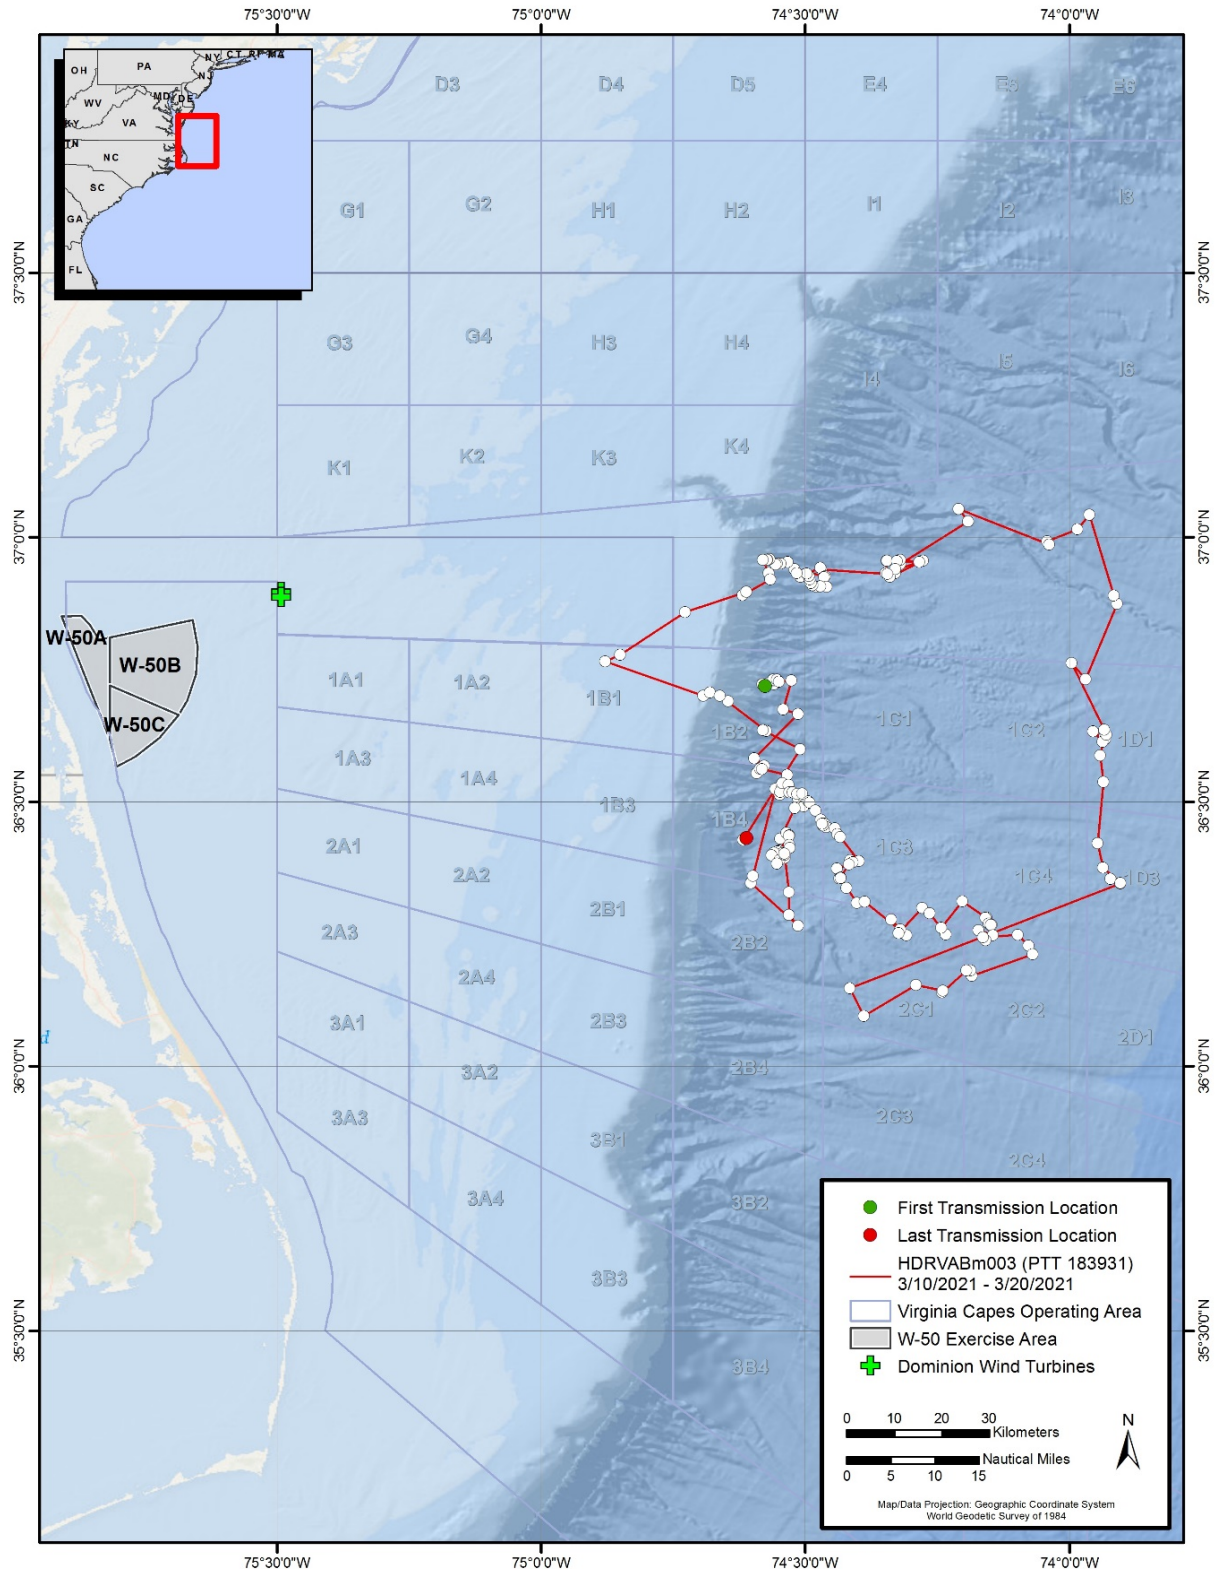 75°30'0"W 75°0'0"W 74°30'0"W 74°0'0"W
NY CT RI MA
OH PA NJ
WV MD DE
KY VA
TN NC
SC
GA
FL
D3 D4 D5 E4 E5 E6
G1 G2 H1 H2 I1 I2 I3
37°30'0"N 37°30'0"N
G3 G4 H3 H4 I4 I5 I6
K1 K2 K3 K4
37°0'0"N 37°0'0"N
W-50A
W-50B
W-50C
1A1 1A2 1B1 1B2 1C1 1C2 1D1
1A3 1A4 1B3 1B4
36°30'0"N 36°30'0"N
2A1 2A2 1C3 1C4 1D3
2A3 2B1 2B2
2A4 2C1 2C2
3A1 2B3 2D1
d
36°0'0"N 36°0'0"N
3A2 2B4
3A3 3B1 2C3
2C4
3A4 3B2
3B3
35°30'0"N 35°30'0"N
3B4
First Transmission Location
Last Transmission Location
HDRVABm003 (PTT 183931)
3/10/2021 - 3/20/2021
Virginia Capes Operating Area
W-50 Exercise Area
Dominion Wind Turbines
0 10 20 30
Kilometers
N
Nautical Miles
0 5 10 15
Map/Data Projection: Geographic Coordinate System
World Geodetic Survey of 1984
75°30'0"W 75°0'0"W 74°30'0"W 74°0'0"W